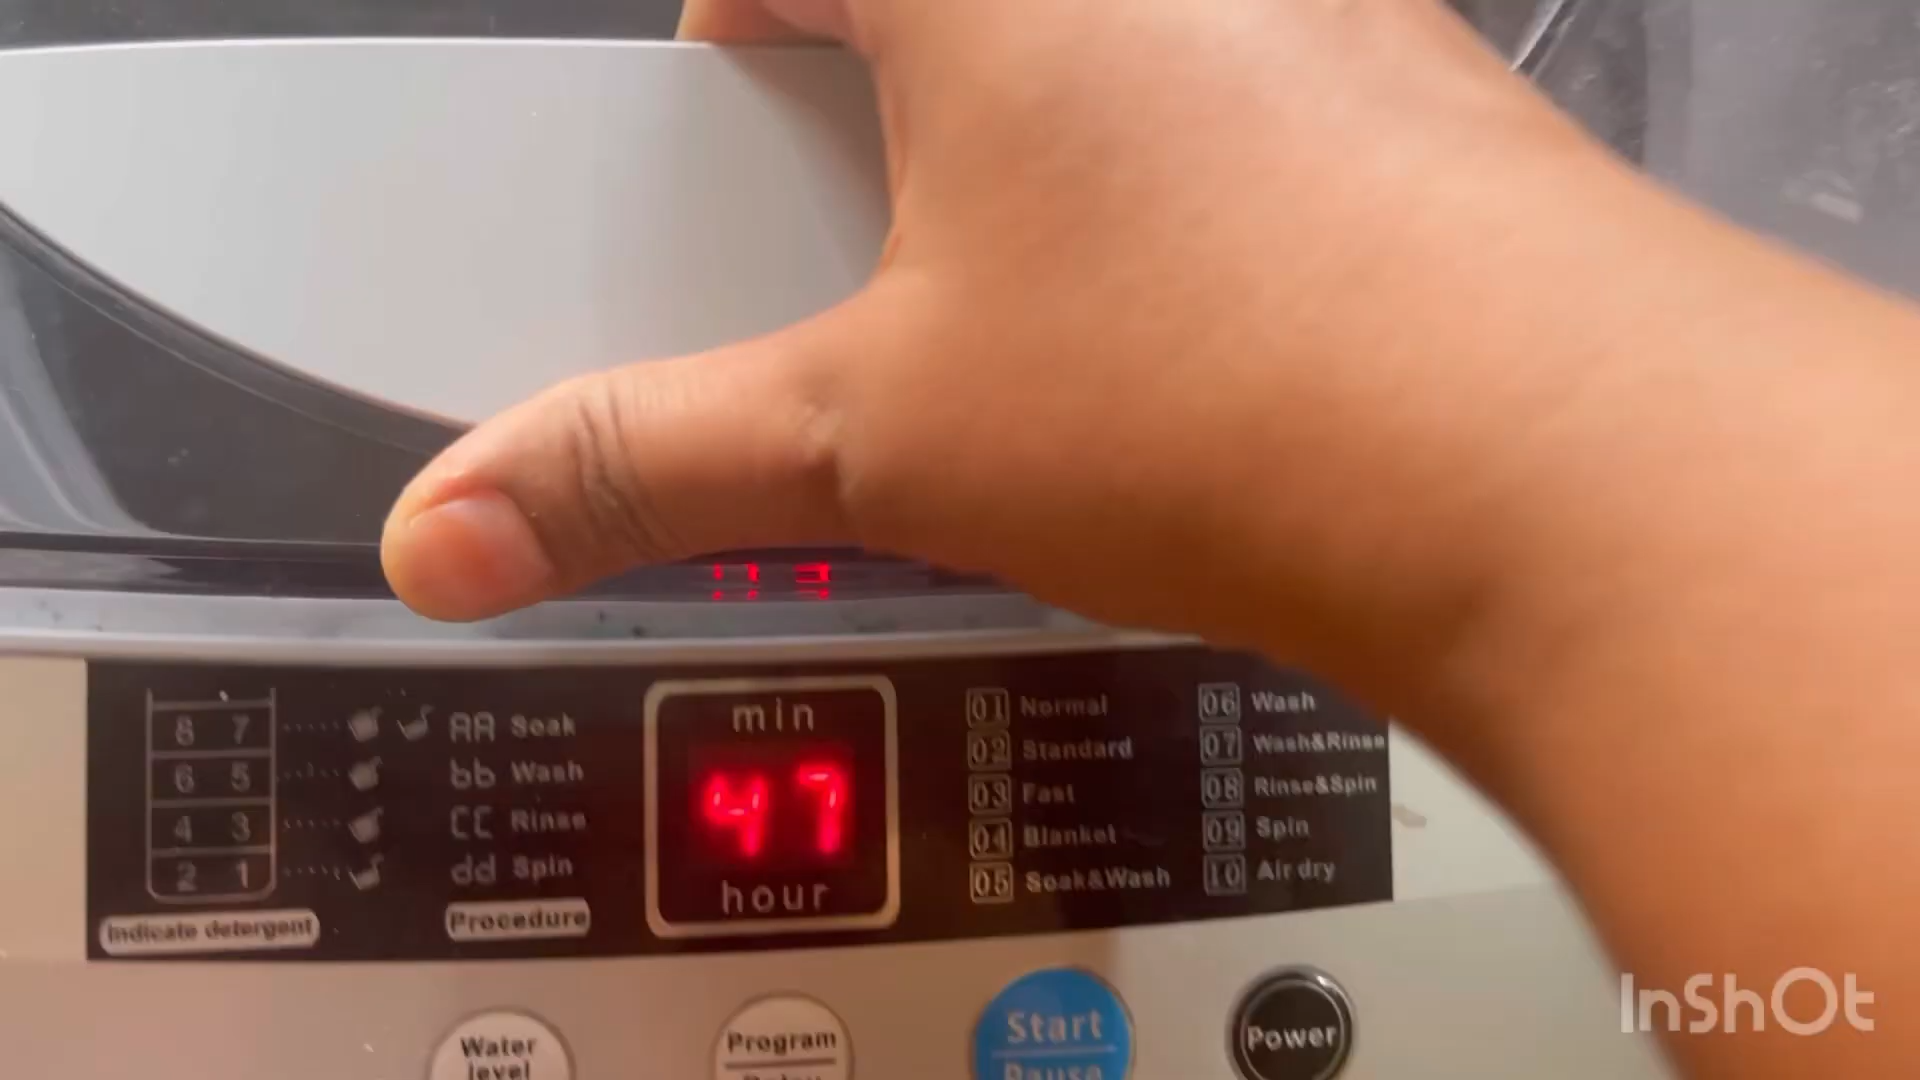 min
47
hour
8 7
6 5
4 3
2 1
Indicate detergent
AA Soak
bb Wash
CC Rinse
dd Spin
Procedure
01 Normal
02 Standard
03 Fast
04 Blanket
05 Soak&Wash
06 Wash
07 Wash&Rinse
08 Rinse&Spin
09 Spin
10 Air dry
Water
level
Program
Start
Pause
Power
InShOt